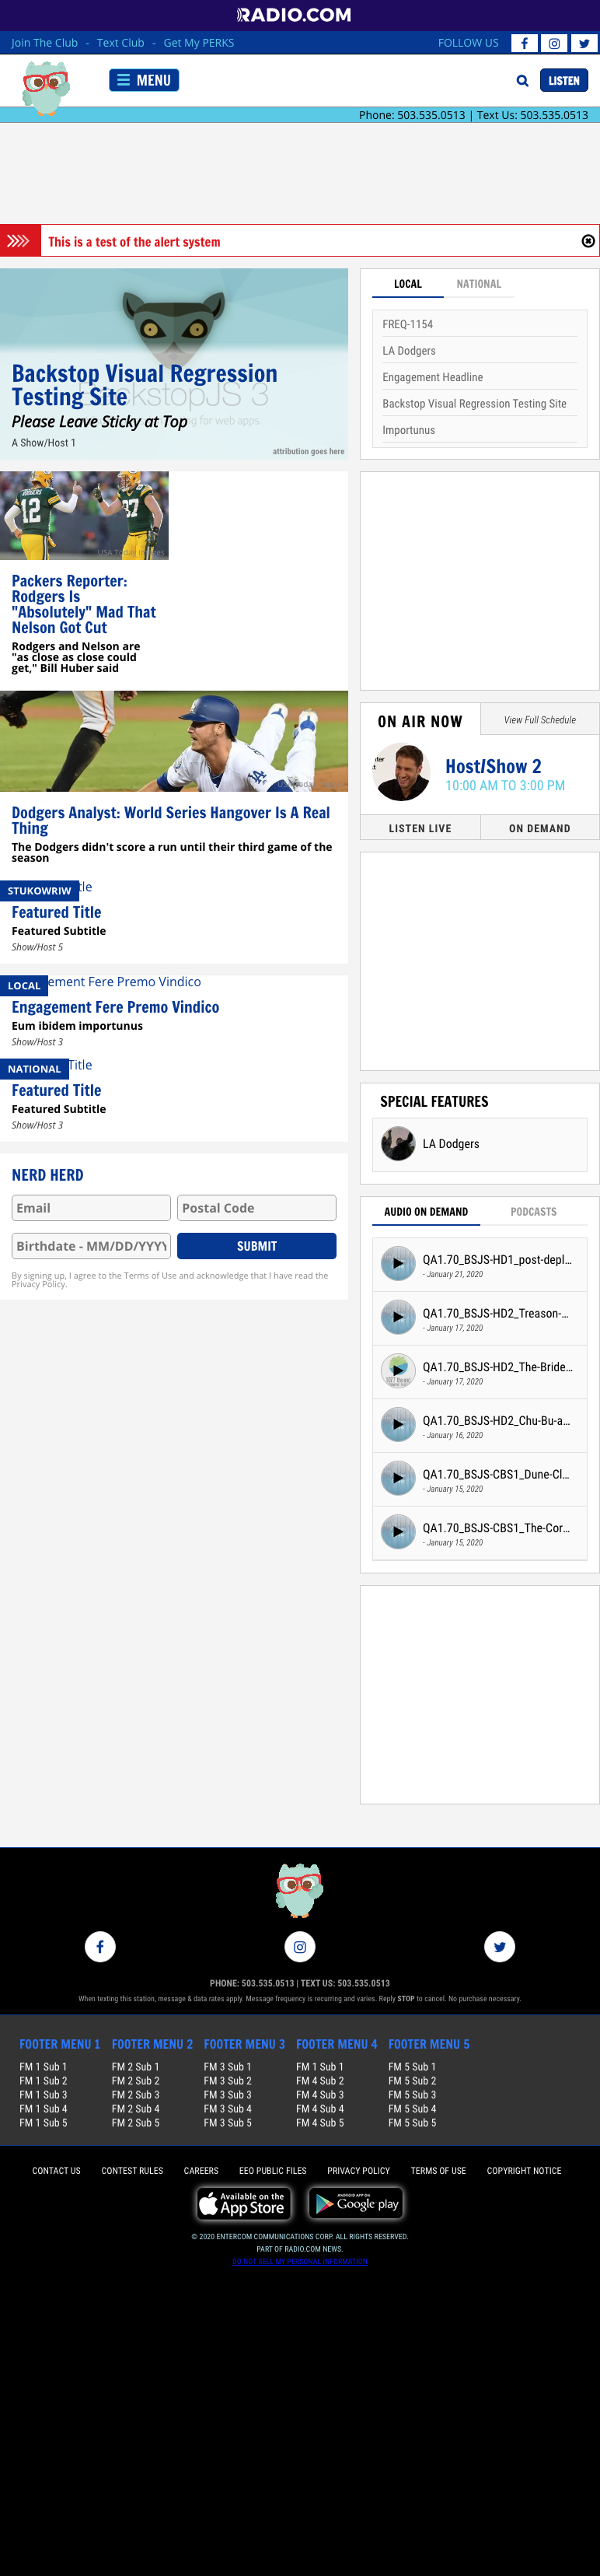 RADIO.COM
Join The Club - Text Club - Get My PERKS
FOLLOW US
MENU
LISTEN
Phone: 503.535.0513 | Text Us: 503.535.0513
This is a test of the alert system
Backstop Visual Regression
Testing Site
Please Leave Sticky at Top
A Show/Host 1
attribution goes here
LOCAL
NATIONAL
FREQ-1154
LA Dodgers
Engagement Headline
Backstop Visual Regression Testing Site
Importunus
Packers Reporter:
Rodgers Is
"Absolutely" Mad That
Nelson Got Cut
Rodgers and Nelson are
"as close as close could
get," Bill Huber said
Dodgers Analyst: World Series Hangover Is A Real
Thing
The Dodgers didn't score a run until their third game of the
season
STUKOWRIW
Featured Title
Featured Subtitle
Show/Host 5
LOCAL
ement Fere Premo Vindico
Engagement Fere Premo Vindico
Eum ibidem importunus
Show/Host 3
NATIONAL
Title
Featured Title
Featured Subtitle
Show/Host 3
NERD HERD
Email
Postal Code
Birthdate - MM/DD/YYYY
SUBMIT
By signing up, I agree to the Terms of Use and acknowledge that I have read the
Privacy Policy.
ON AIR NOW
View Full Schedule
Host/Show 2
10:00 AM TO 3:00 PM
LISTEN LIVE
ON DEMAND
SPECIAL FEATURES
LA Dodgers
AUDIO ON DEMAND
PODCASTS
QA1.70_BSJS-HD1_post-depl...
- January 21, 2020
QA1.70_BSJS-HD2_Treason-...
- January 17, 2020
QA1.70_BSJS-HD2_The-Bride...
- January 17, 2020
QA1.70_BSJS-HD2_Chu-Bu-a...
- January 16, 2020
QA1.70_BSJS-CBS1_Dune-Cl...
- January 15, 2020
QA1.70_BSJS-CBS1_The-Cor...
- January 15, 2020
PHONE: 503.535.0513 | TEXT US: 503.535.0513
When texting this station, message & data rates apply. Message frequency is recurring and varies. Reply STOP to cancel. No purchase necessary.
FOOTER MENU 1
FM 1 Sub 1
FM 1 Sub 2
FM 1 Sub 3
FM 1 Sub 4
FM 1 Sub 5
FOOTER MENU 2
FM 2 Sub 1
FM 2 Sub 2
FM 2 Sub 3
FM 2 Sub 4
FM 2 Sub 5
FOOTER MENU 3
FM 3 Sub 1
FM 3 Sub 2
FM 3 Sub 3
FM 3 Sub 4
FM 3 Sub 5
FOOTER MENU 4
FM 1 Sub 1
FM 4 Sub 2
FM 4 Sub 3
FM 4 Sub 4
FM 4 Sub 5
FOOTER MENU 5
FM 5 Sub 1
FM 5 Sub 2
FM 5 Sub 3
FM 5 Sub 4
FM 5 Sub 5
CONTACT US
CONTEST RULES
CAREERS
EEO PUBLIC FILES
PRIVACY POLICY
TERMS OF USE
COPYRIGHT NOTICE
Available on the
App Store
ANDROID APP ON
Google play
© 2020 ENTERCOM COMMUNICATIONS CORP. ALL RIGHTS RESERVED.
PART OF RADIO.COM NEWS.
DO NOT SELL MY PERSONAL INFORMATION